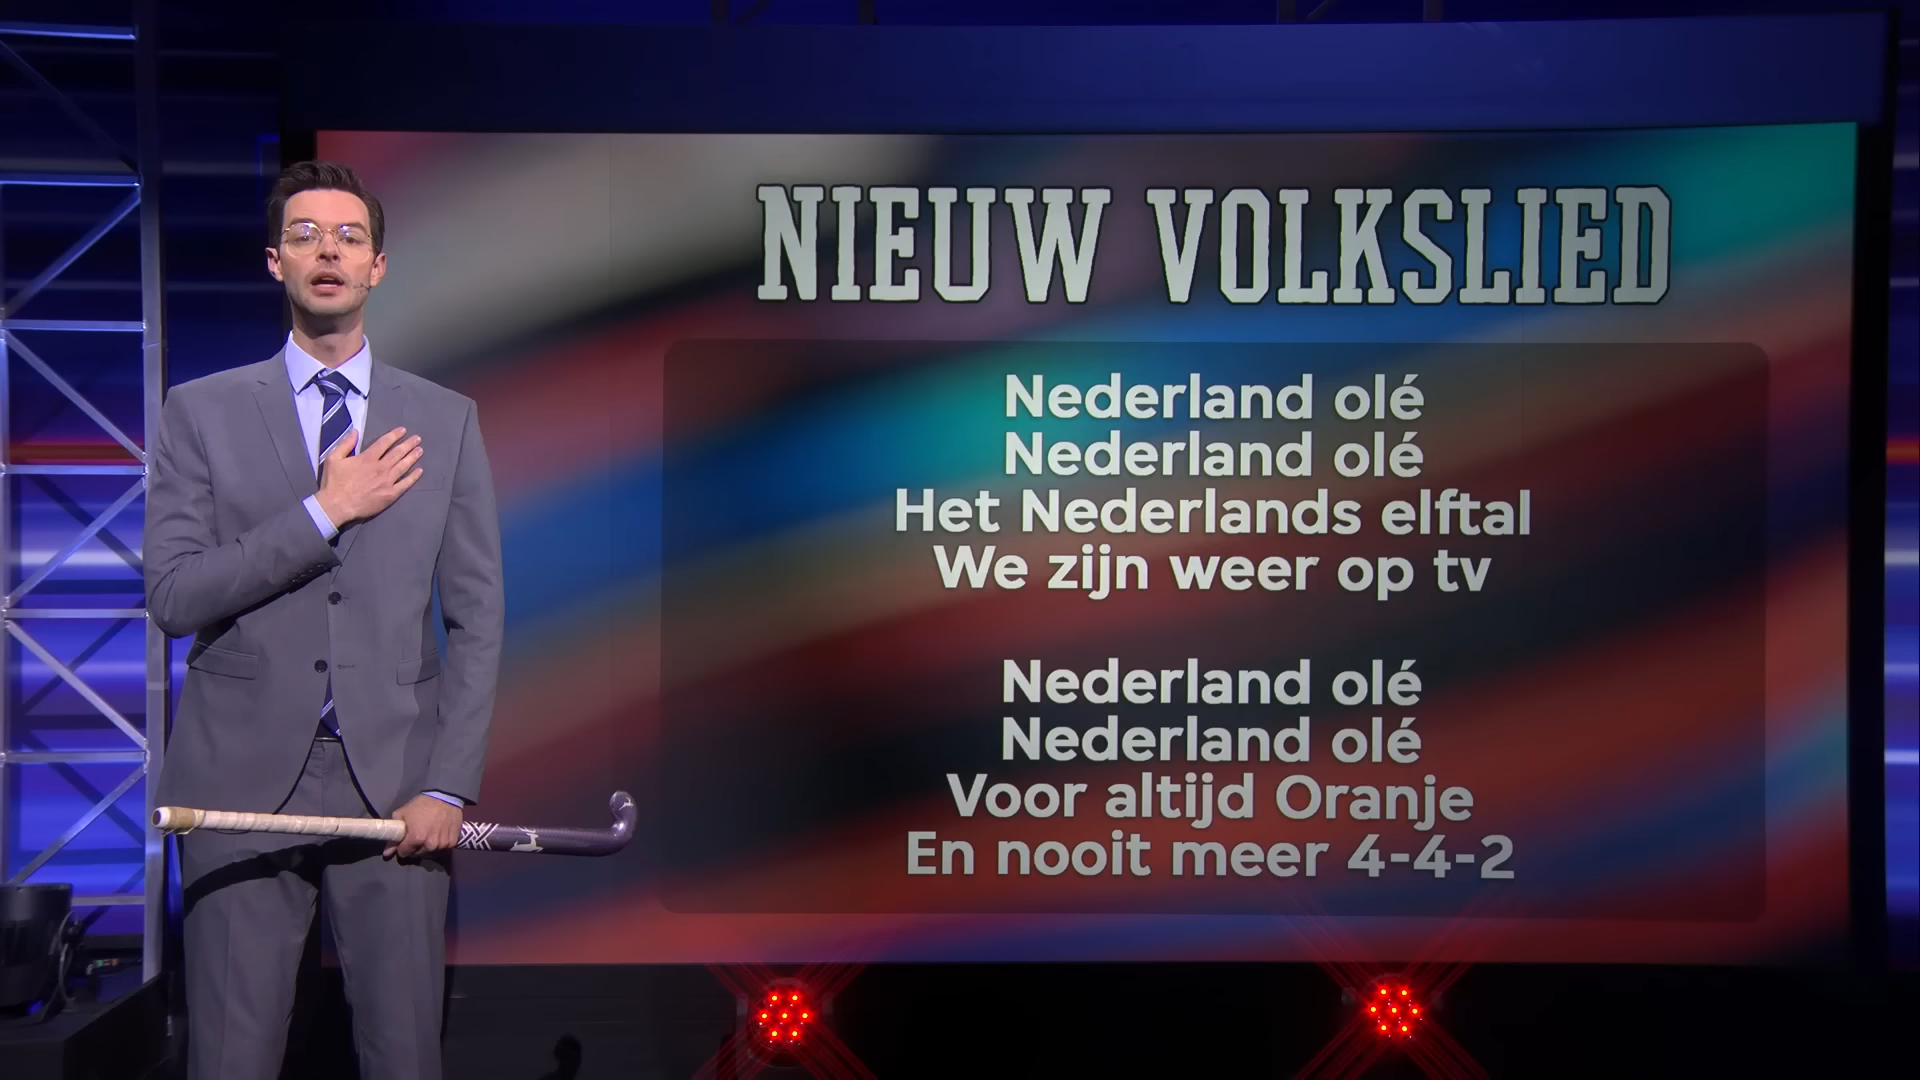 NIEUW VOLKSLIED
Nederland olé
Nederland olé
Het Nederlands elftal
We zijn weer op tv
Nederland olé
Nederland olé
Voor altijd Oranje
En nooit meer 4-4-2